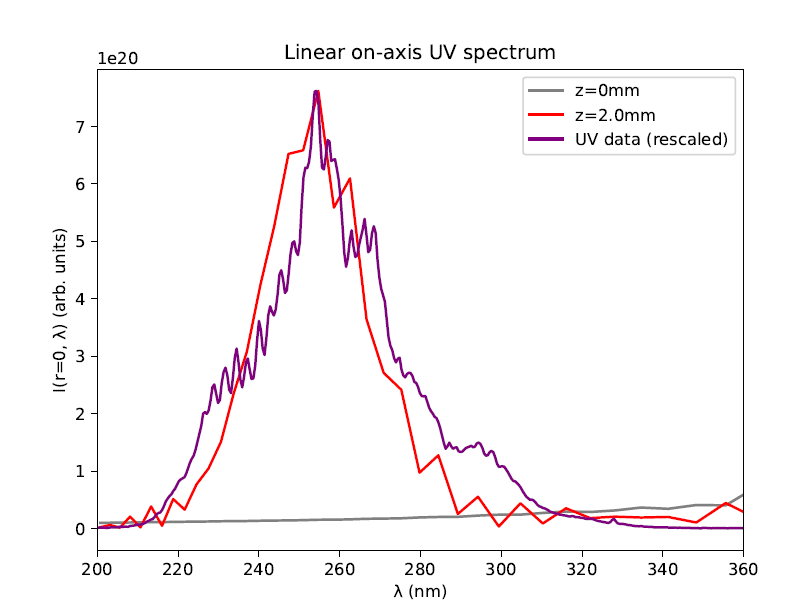 Linear on-axis UV spectrum
1e20
z=0mm
z=2.0mm
UV data (rescaled)
7
6
5
4
3
2
1
0
I(r=0, λ) (arb. units)
200 220 240 260 280 300 320 340 360
λ (nm)